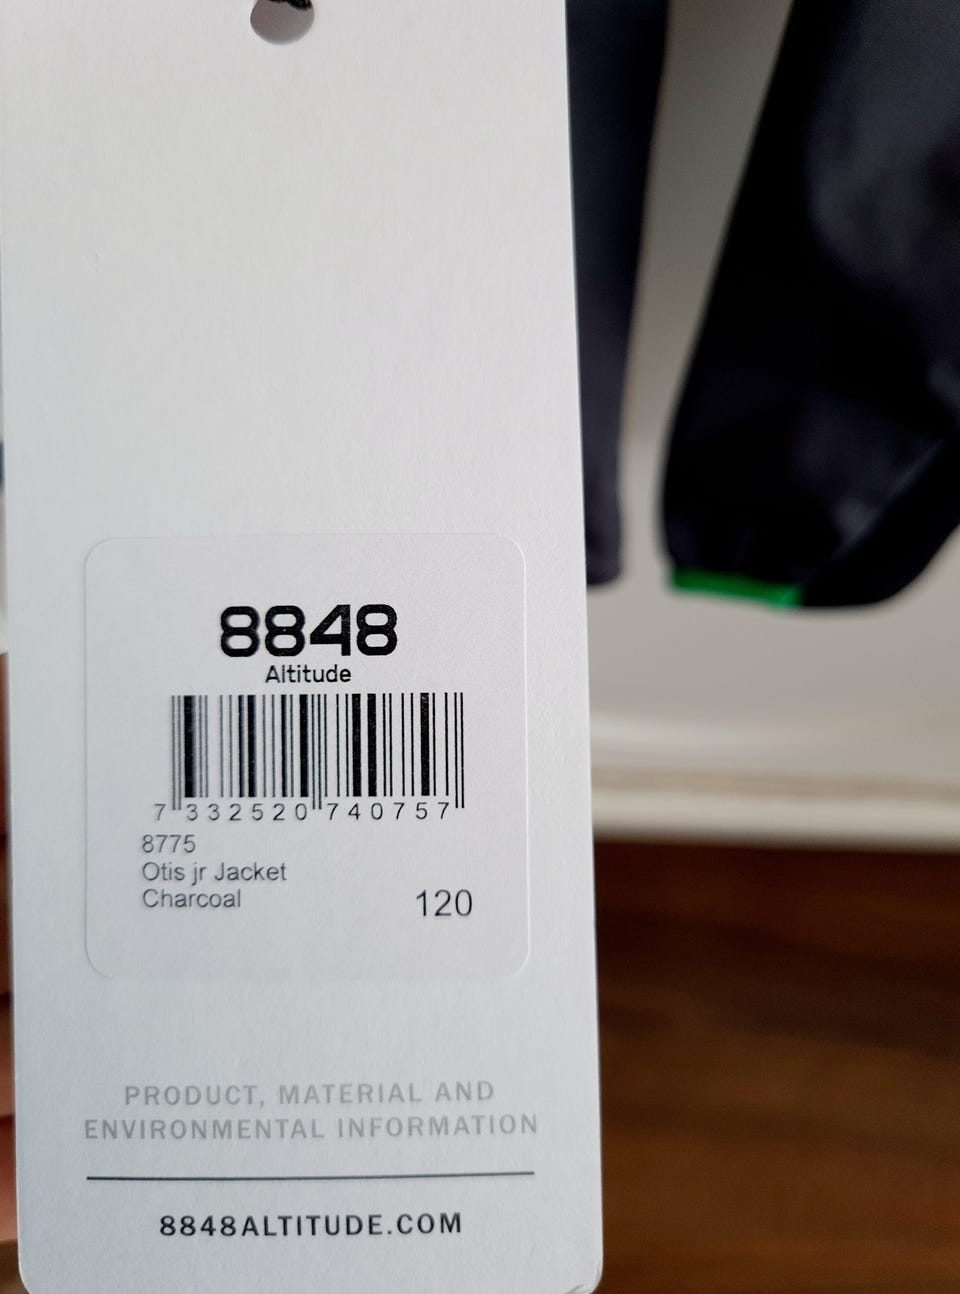 8848
Altitude
7 332520 740757
8775
Otis jr Jacket
Charcoal
120
PRODUCT, MATERIAL AND
ENVIRONMENTAL INFORMATION
8848ALTITUDE.COM